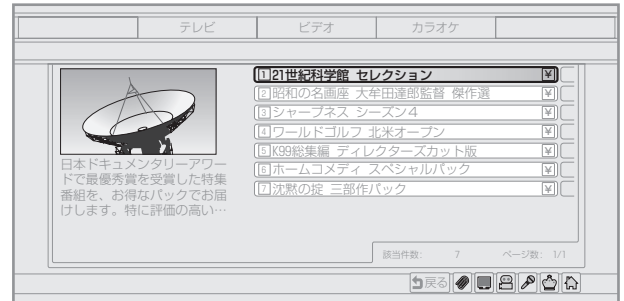 テレビ ビデオ カラオケ
1 21世紀科学館 セレクション ¥
2 昭和の名画座 大牟田達郎監督 傑作選 ¥
3 シャープネス シーズン4 ¥
4 ワールドゴルフ 北米オープン ¥
5 K99総集編 ディレクターズカット版 ¥
6 ホームコメディ スペシャルパック ¥
7 沈黙の掟 三部作パック ¥
日本ドキュメンタリーアワー
ドで最優秀賞を受賞した特集
番組を、お得なパックでお届
けします。特に評価の高い…
該当件数: 7 ページ数: 1/1
戻る